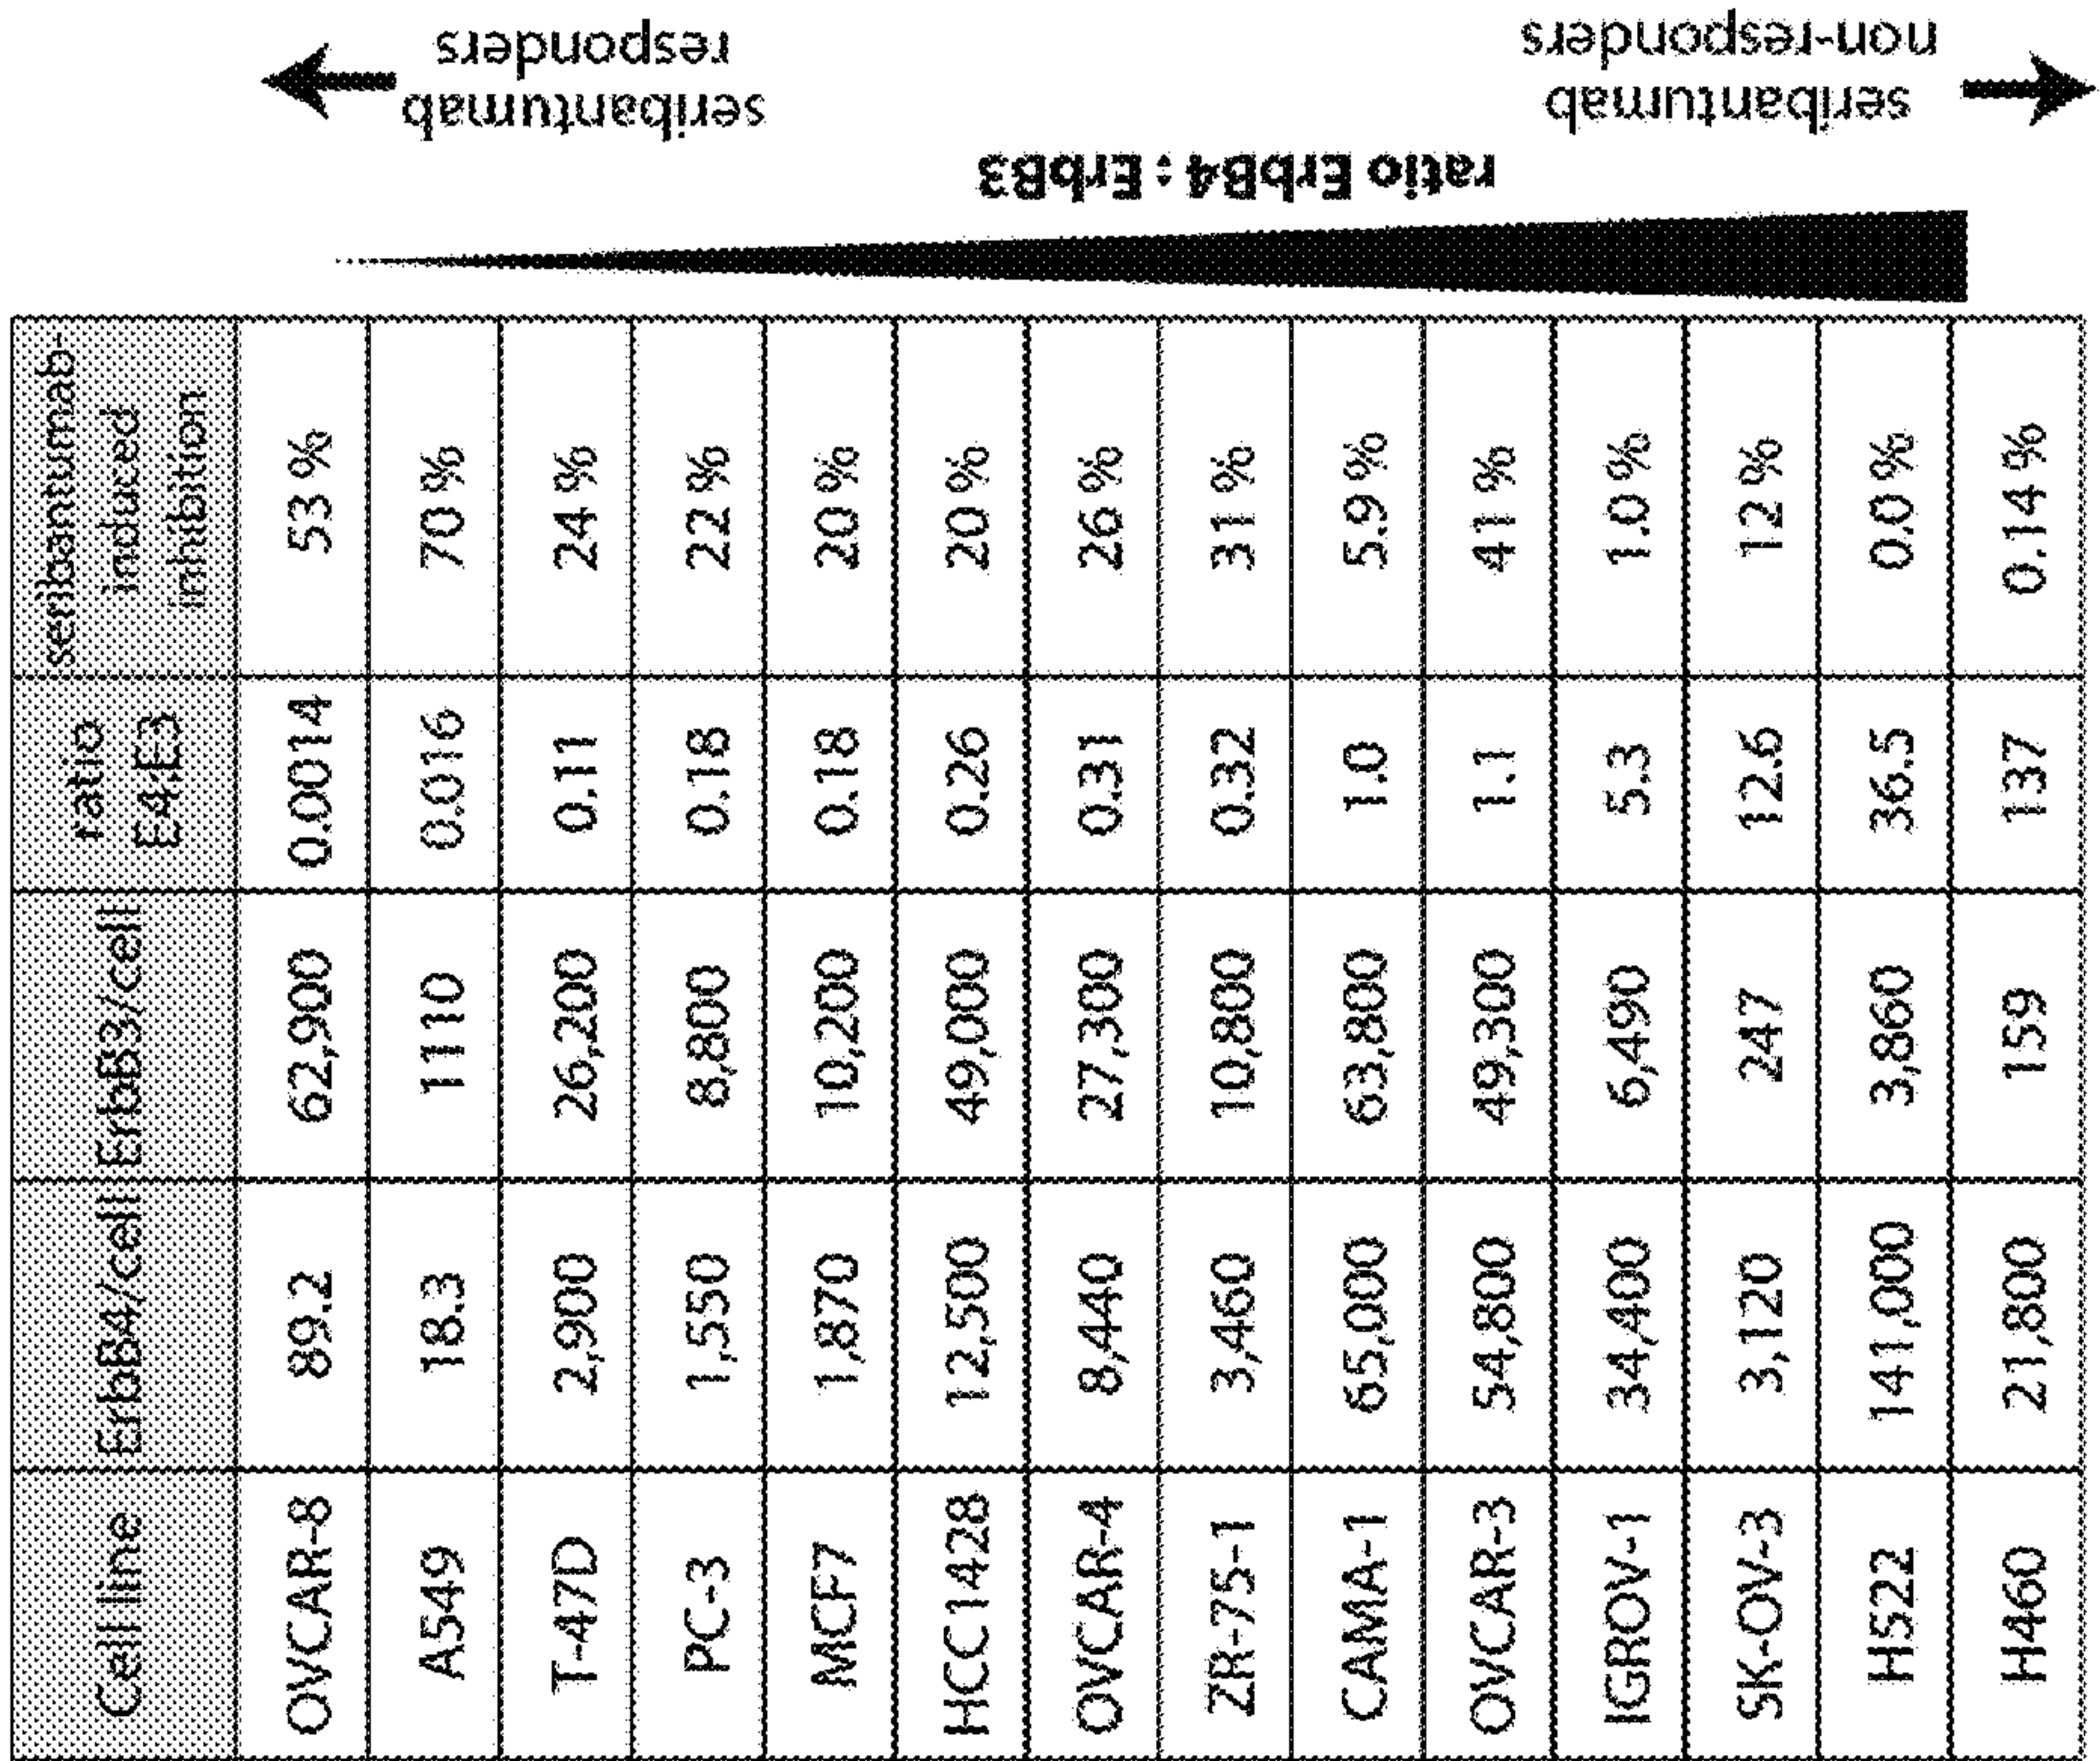 Cell line ErbB4/cell ErbB3/cell ratio E4:E3 seribantumab-induced inhibition
OVCAR-8 89.2 62,900 0.0014 53 %
A549 18.3 1110 0.016 70 %
T-47D 2,900 26,200 0.11 24 %
PC-3 1,550 8,800 0.18 22 %
MCF7 1,870 10,200 0.18 20 %
HCC1428 12,500 49,000 0.26 20 %
OVCAR-4 8,440 27,300 0.31 26 %
ZR-75-1 3,460 10,800 0.32 31 %
CAMA-1 65,000 63,800 1.0 5.9 %
OVCAR-3 54,800 49,300 1.1 41 %
IGROV-1 34,400 6,490 5.3 1.0 %
SK-OV-3 3,120 247 12.6 12 %
H522 141,000 3,860 36.5 0.0 %
H460 21,800 159 137 0.14 %
seribantumab
responders
ratio ErbB4 : ErbB3
seribantumab
non-responders